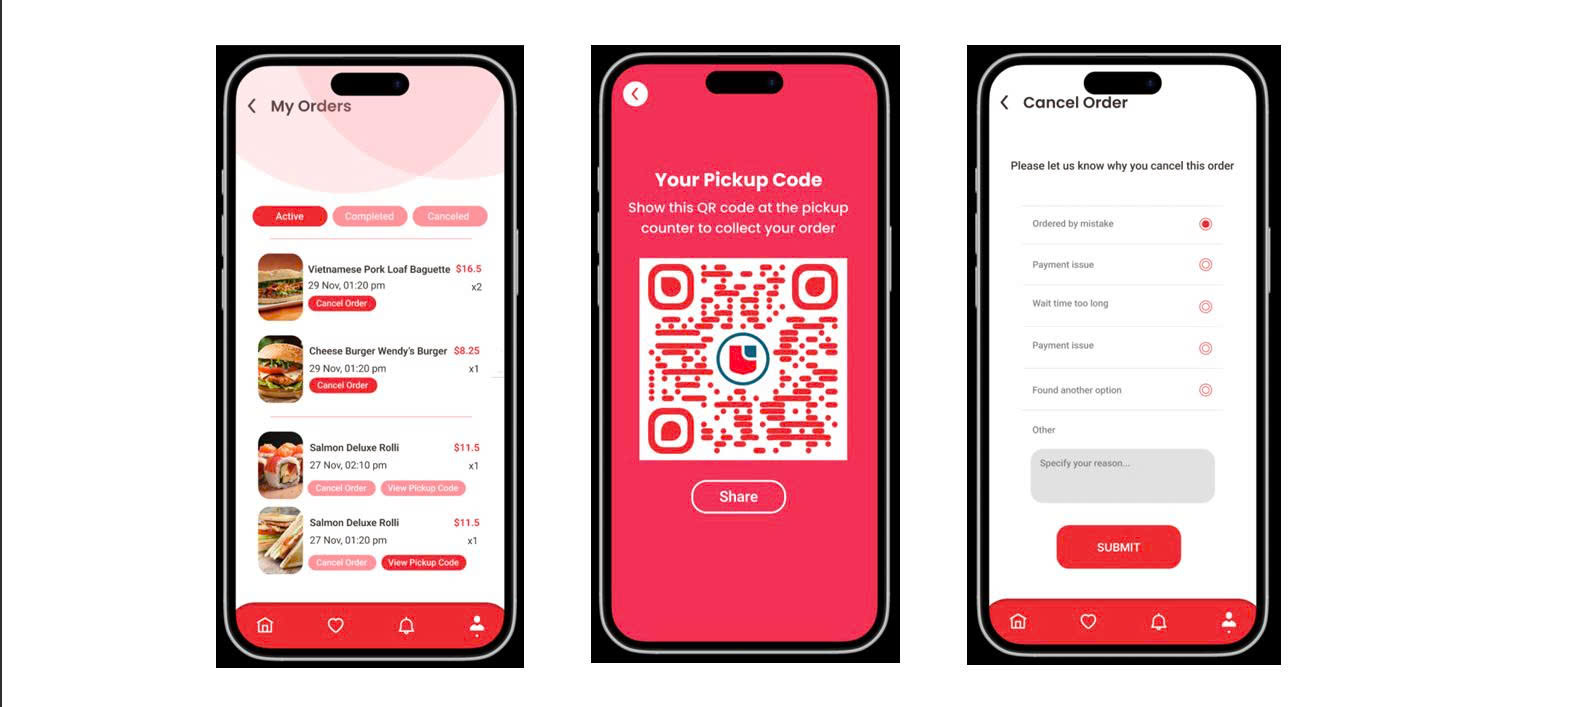 My Orders
Active Completed Canceled
Vietnamese Pork Loaf Baguette $16.5
29 Nov, 01:20 pm x2
Cancel Order
Cheese Burger Wendy's Burger $8.25
29 Nov, 01:20 pm x1
Cancel Order
Salmon Deluxe Rolli $11.5
27 Nov, 02:10 pm x1
Cancel Order View Pickup Code
Salmon Deluxe Rolli $11.5
27 Nov, 01:20 pm x1
Cancel Order View Pickup Code
Your Pickup Code
Show this QR code at the pickup
counter to collect your order
Share
Cancel Order
Please let us know why you cancel this order
Ordered by mistake
Payment issue
Wait time too long
Payment issue
Found another option
Other
Specify your reason...
SUBMIT